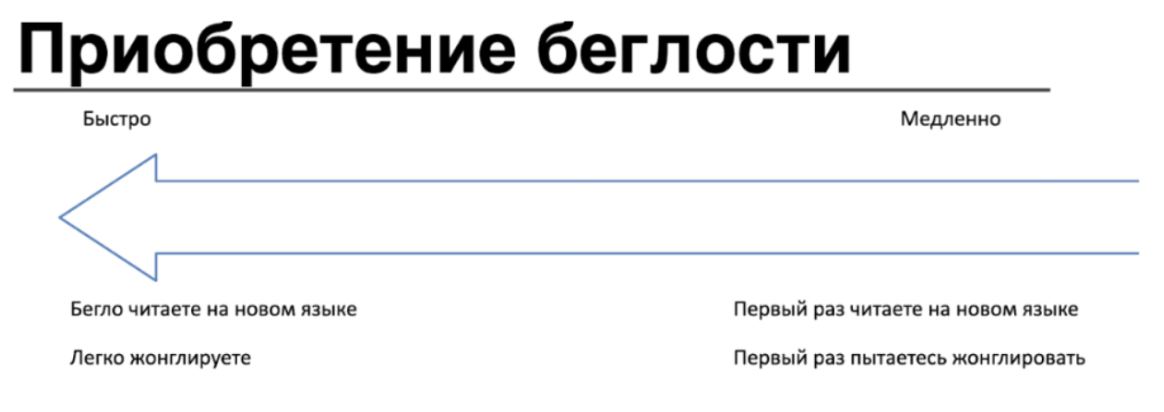 Приобретение беглости
Быстро
Медленно
Бегло читаете на новом языке
Первый раз читаете на новом языке
Легко жонглируете
Первый раз пытаетесь жонглировать